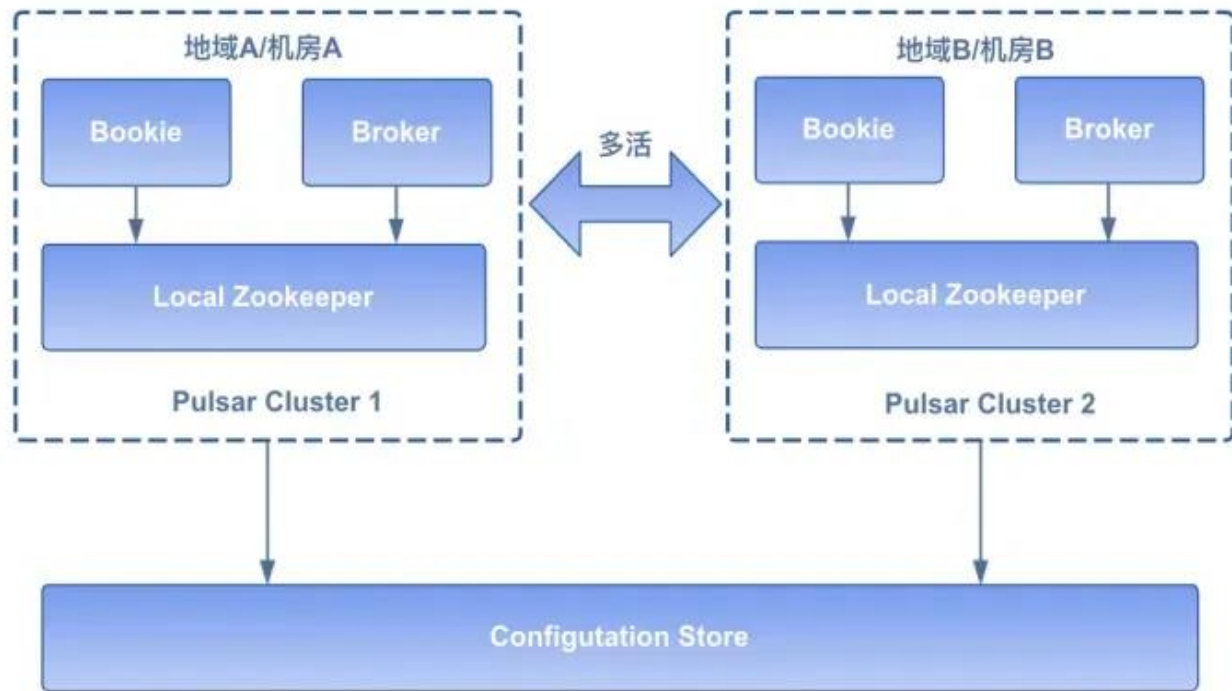 地域A/机房A
Bookie
Broker
Local Zookeeper
Pulsar Cluster 1
多活
地域B/机房B
Bookie
Broker
Local Zookeeper
Pulsar Cluster 2
Configutation Store